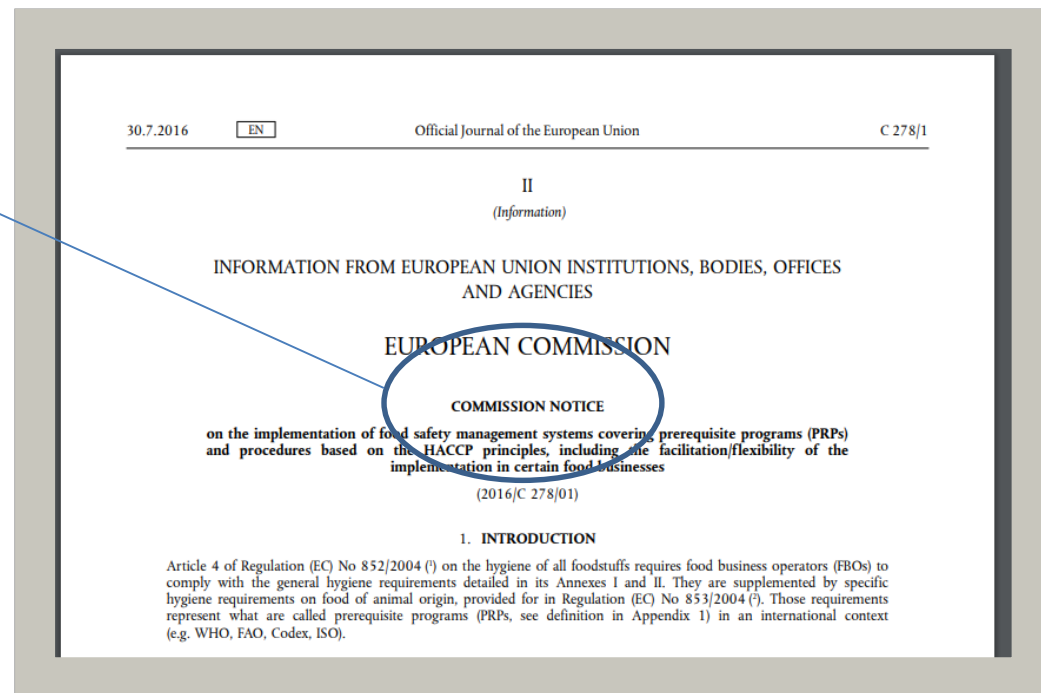 30.7.2016 EN Official Journal of the European Union C 278/1
II
(Information)
INFORMATION FROM EUROPEAN UNION INSTITUTIONS, BODIES, OFFICES
AND AGENCIES
EUROPEAN COMMISSION
COMMISSION NOTICE
on the implementation of food safety management systems covering prerequisite programs (PRPs)
and procedures based on the HACCP principles, including the facilitation/flexibility of the
implementation in certain food businesses
(2016/C 278/01)
1. INTRODUCTION
Article 4 of Regulation (EC) No 852/2004 (¹) on the hygiene of all foodstuffs requires food business operators (FBOs) to
comply with the general hygiene requirements detailed in its Annexes I and II. They are supplemented by specific
hygiene requirements on food of animal origin, provided for in Regulation (EC) No 853/2004 (²). Those requirements
represent what are called prerequisite programs (PRPs, see definition in Appendix 1) in an international context
(e.g. WHO, FAO, Codex, ISO).